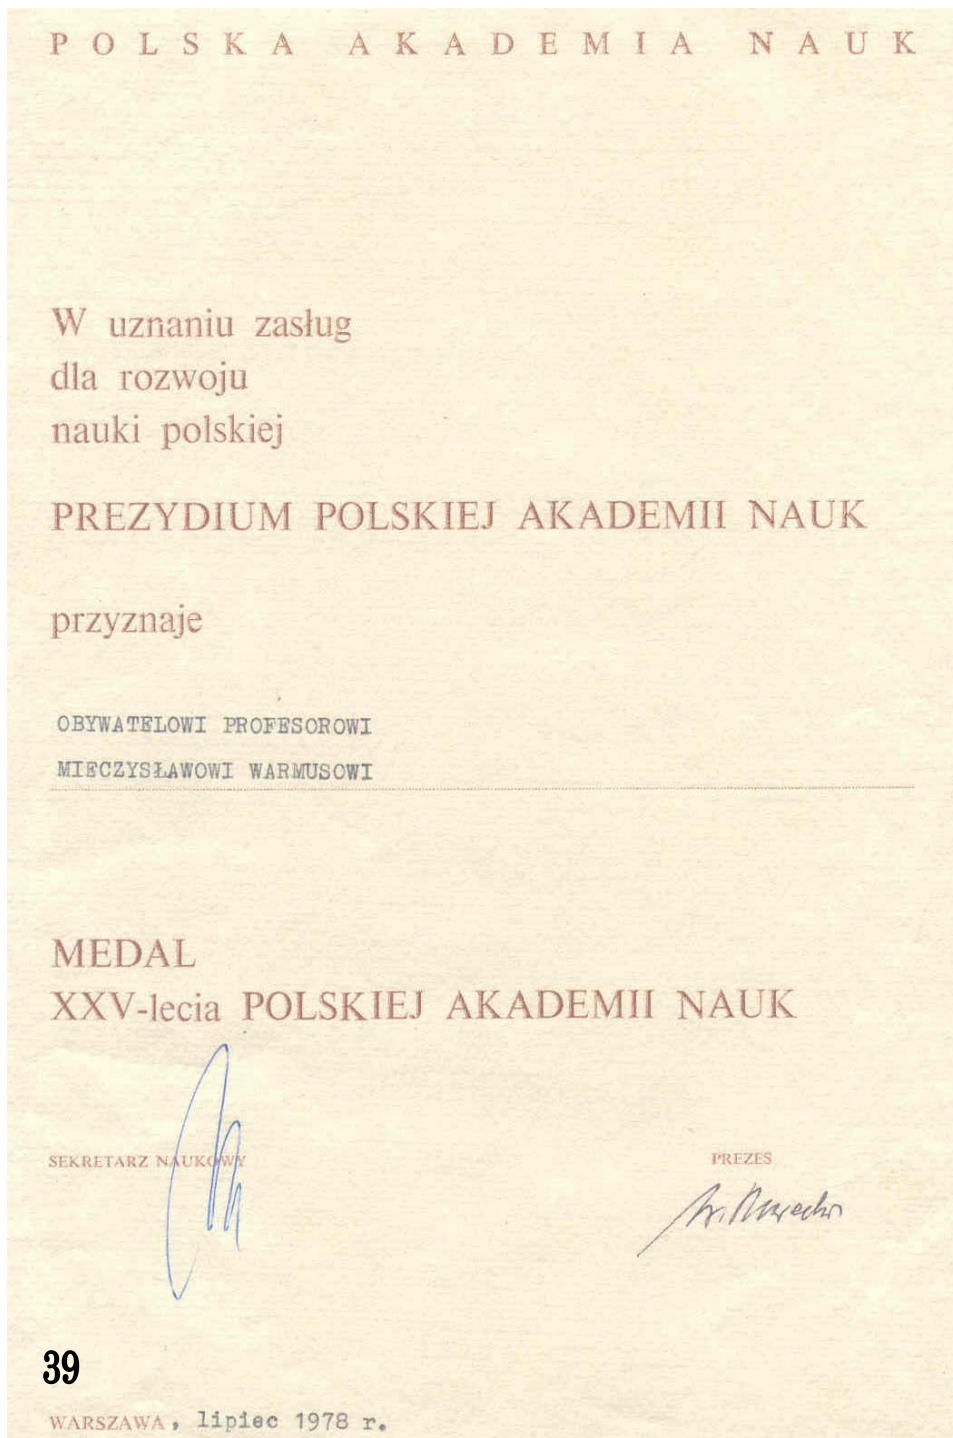 POLSKA AKADEMIA NAUK
W uznaniu zasług
dla rozwoju
nauki polskiej
PREZYDIUM POLSKIEJ AKADEMII NAUK
przyznaje
OBYWATELOWI PROFESOROWI
MIECZYSŁAWOWI WARMUSOWI
MEDAL
XXV-lecia POLSKIEJ AKADEMII NAUK
SEKRETARZ NAUKOWY
PREZES
39
WARSZAWA, lipiec 1978 r.